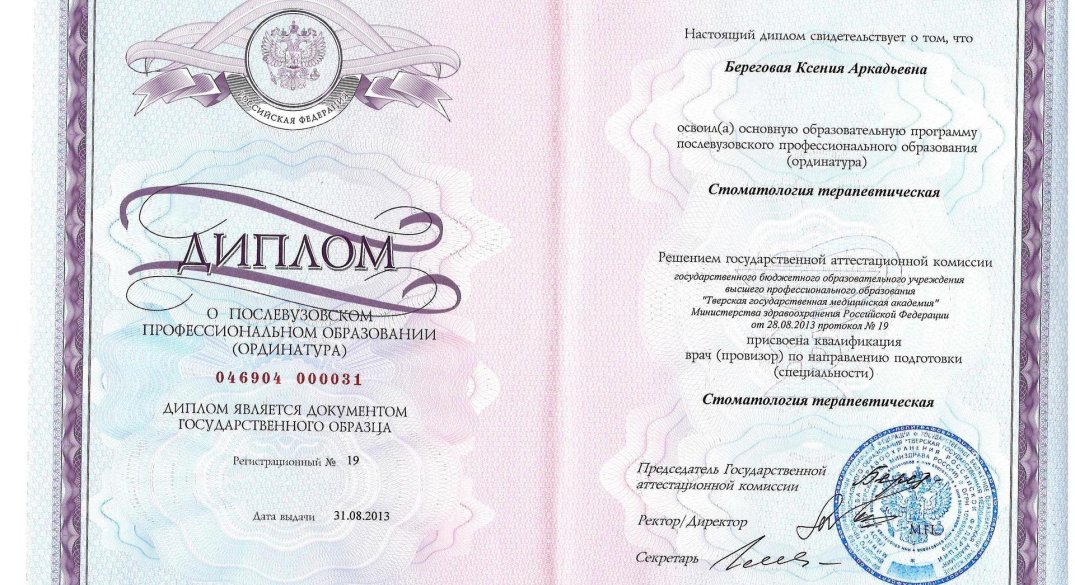 РОССИЙСКАЯ ФЕДЕРАЦИЯ
ДИПЛОМ
О ПОСЛЕВУЗОВСКОМ
ПРОФЕССИОНАЛЬНОМ ОБРАЗОВАНИИ
(ОРДИНАТУРА)
046904 000031
ДИПЛОМ ЯВЛЯЕТСЯ ДОКУМЕНТОМ
ГОСУДАРСТВЕННОГО ОБРАЗЦА
Регистрационный № 19
Дата выдачи 31.08.2013
Настоящий диплом свидетельствует о том, что
Береговая Ксения Аркадьевна
освоил(а) основную образовательную программу
послевузовского профессионального образования
(ординатура)
Стоматология терапевтическая
Решением государственной аттестационной комиссии
государственного бюджетного образовательного учреждения
высшего профессионального образования
"Тверская государственная медицинская академия"
Министерства здравоохранения Российской Федерации
от 28.08.2013 протокол № 19
присвоена квалификация
врач (провизор) по направлению подготовки
(специальности)
Стоматология терапевтическая
Председатель Государственной
аттестационной комиссии
Ректор/Директор
М.П.
Секретарь